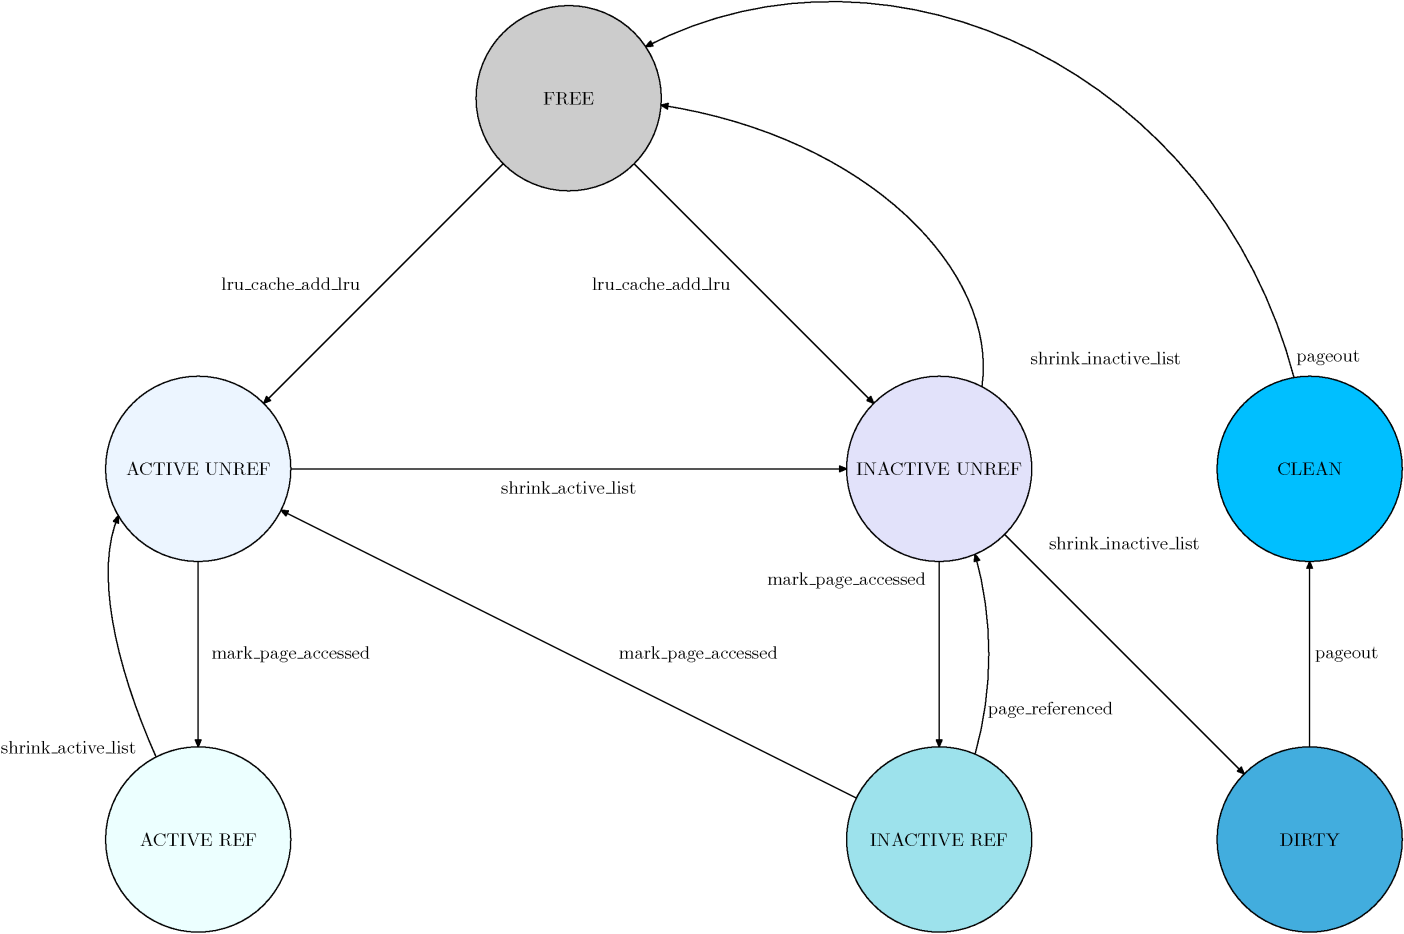 FREE
lru_cache_add_lru
lru_cache_add_lru
shrink_inactive_list
pageout
ACTIVE UNREF
INACTIVE UNREF
CLEAN
shrink_active_list
shrink_inactive_list
mark_page_accessed
mark_page_accessed
mark_page_accessed
pageout
page_referenced
shrink_active_list
ACTIVE REF
INACTIVE REF
DIRTY